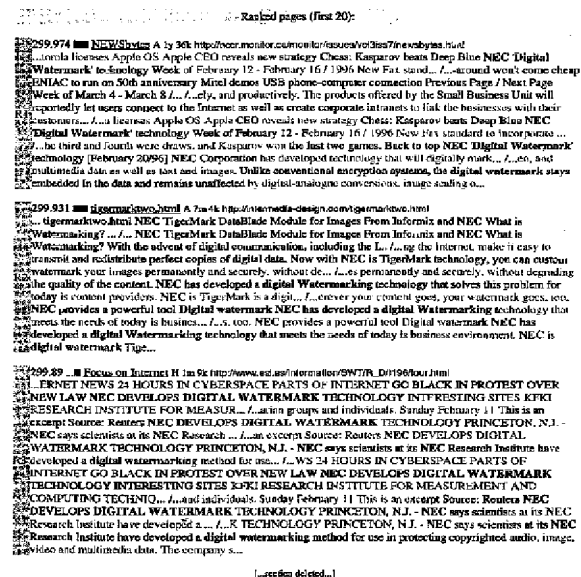 Ranked pages (first 20):
299.974 NEWSbytes A 1y 36k http://ncer.monitor.ca/monitor/issues/vol3iss7/newsbytes.html
...torola licenses Apple OS Apple CEO reveals new strategy Chess: Kasparov beats Deep Blue NEC 'Digital
Watermark' technology Week of February 12 - February 16 / 1996 New Fax stand... /...-around won't come cheap
ENIAC to run on 50th anniversary Mitel demos USB phone-computer connection Previous Page / Next Page
Week of March 4 - March 8 /.../...ely, and productively. The products offered by the Small Business Unit will
reportedly let users connect to the Internet as well as create corporate intranets to link the businesses with their
customers... /...a licenses Apple OS Apple CEO reveals new strategy Chess: Kasparov beats Deep Blue NEC
'Digital Watermark' technology Week of February 12 - February 16 / 1996 New Fax standard to incorporate ...
/...he third and fourth were draws, and Kasparov won the last two games. Back to top NEC 'Digital Watermark'
technology [February 20/96] NEC Corporation has developed technology that will digitally mark... /...eo, and
multimedia data as well as text and images. Unlike conventional encryption systems, the digital watermark stays
embedded in the data and remains unaffected by digital-analogue conversions, image scaling o...
299.931 tigermarktwo.html A 7m 4k http://intermedia-design.com/tigermarktwo.html
... tigermarktwo.html NEC TigerMark DataBlade Module for Images From Informix and NEC What is
Watermarking? ... /... NEC TigerMark DataBlade Module for Images From Informix and NEC What is
Watermarking? With the advent of digital communication, including the I... /...ng the Internet, make it easy to
transmit and redistribute perfect copies of digital data. Now with NEC is TigerMark technology, you can custom
watermark your images permanently and securely, without de... /...es permanently and securely, without degrading
the quality of the content. NEC has developed a digital Watermarking technology that solves this problem for
today is content providers. NEC is TigerMark is a digit... /...erever your content goes, your watermark goes, too.
NEC provides a powerful tool Digital watermark NEC has developed a digital Watermarking technology that
meets the needs of today is busines... /...s, too. NEC provides a powerful tool Digital watermark NEC has
developed a digital Watermarking technology that meets the needs of today is business environment. NEC is
digital watermark Tige...
299.89 Focus on Internet H 1m 9k http://www.esd.es/information/SWT/R_D/f196/four.html
...ERNET NEWS 24 HOURS IN CYBERSPACE PARTS OF INTERNET GO BLACK IN PROTEST OVER
NEW LAW NEC DEVELOPS DIGITAL WATERMARK TECHNOLOGY INTERESTING SITES KFKI
RESEARCH INSTITUTE FOR MEASUR... /...arian groups and individuals. Sunday February 11 This is an
excerpt Source: Reuters NEC DEVELOPS DIGITAL WATERMARK TECHNOLOGY PRINCETON, N.J. -
NEC says scientists at its NEC Research ... /...an excerpt Source: Reuters NEC DEVELOPS DIGITAL
WATERMARK TECHNOLOGY PRINCETON, N.J. - NEC says scientists at its NEC Research Institute have
developed a digital watermarking method for use... /...WS 24 HOURS IN CYBERSPACE PARTS OF
INTERNET GO BLACK IN PROTEST OVER NEW LAW NEC DEVELOPS DIGITAL WATERMARK
TECHNOLOGY INTERESTING SITES KFKI RESEARCH INSTITUTE FOR MEASUREMENT AND
COMPUTING TECHNIQ... /...and individuals. Sunday February 11 This is an excerpt Source: Reuters NEC
DEVELOPS DIGITAL WATERMARK TECHNOLOGY PRINCETON, N.J. - NEC says scientists at its NEC
Research Institute have developed a ... /...K TECHNOLOGY PRINCETON, N.J. - NEC says scientists at its NEC
Research Institute have developed a digital watermarking method for use in protecting copyrighted audio, image,
video and multimedia data. The company s...
[...section deleted...]